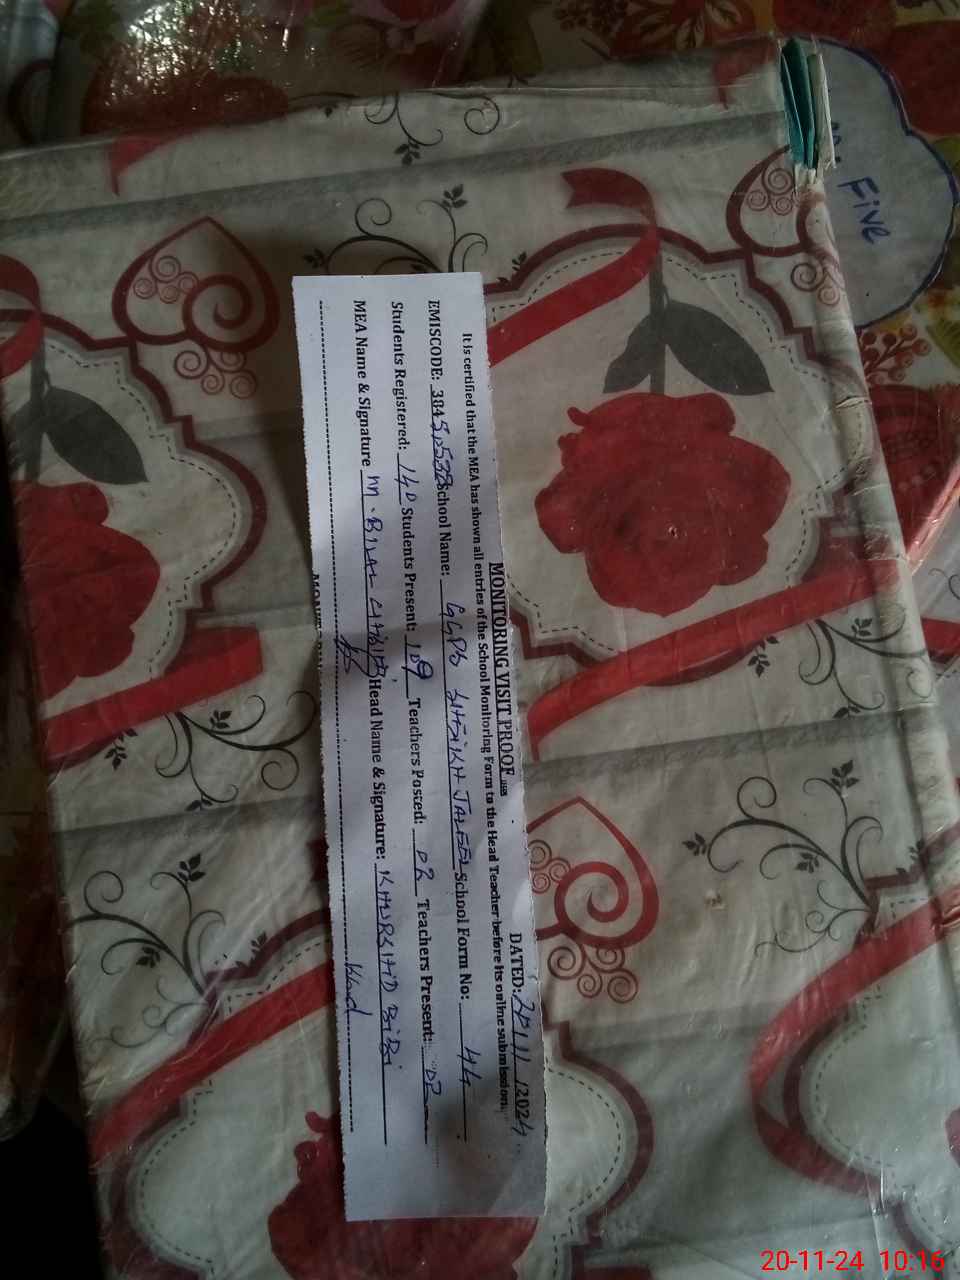 Five
MONITORING VISIT PROOF
DATED: 20/11/2024
It is certified that the MEA has shown all entries of the School Monitoring Form to the Head Teacher before its online submission.
EMISCODE: 384 School Name: GGPS School Form No: 44
Students Registered: 140 Students Present: 109 Teachers Posted: 02 Teachers Present: 02
MEA Name & Signature M. BILAL Head Name & Signature: KHURSHID BiBi
20-11-24 10:16